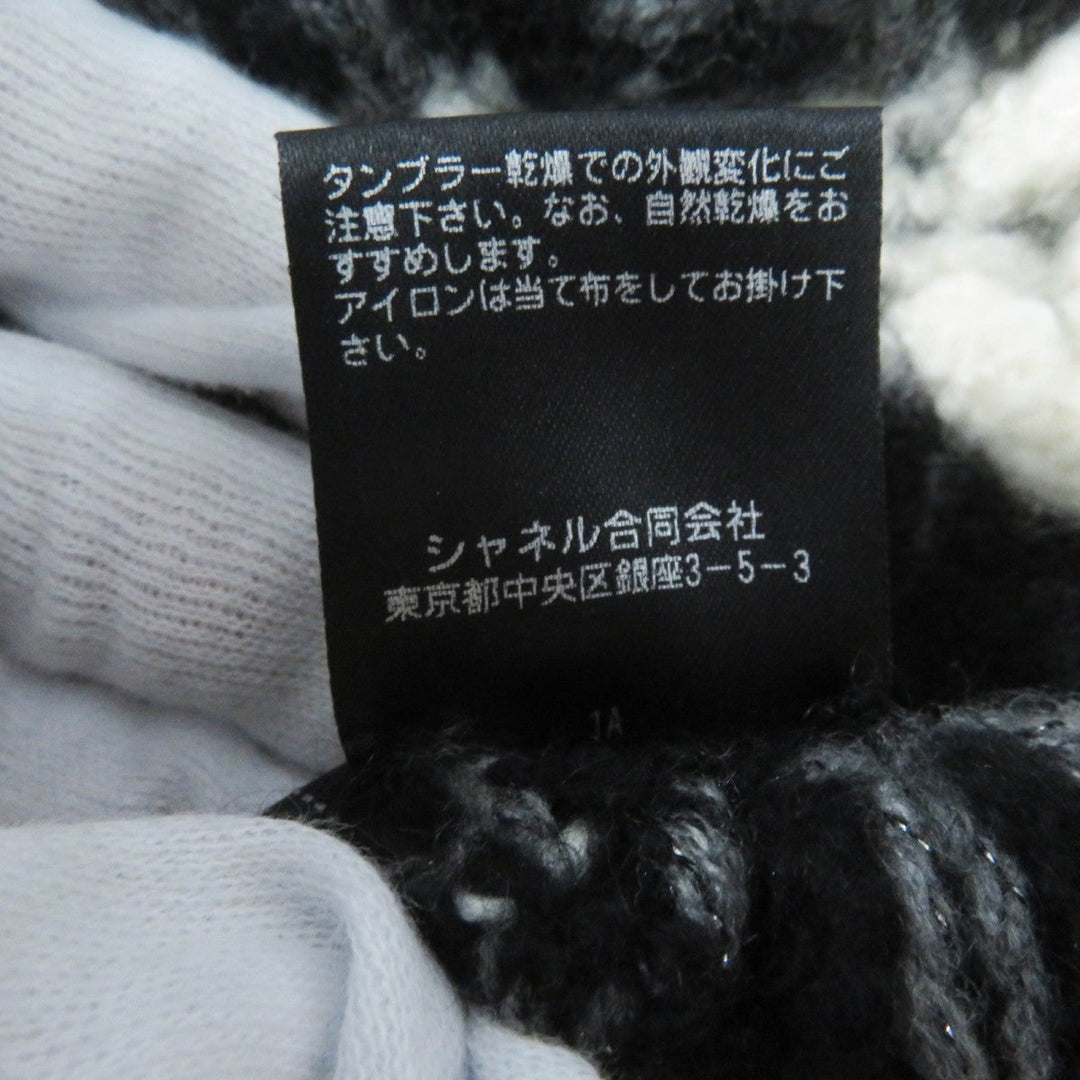 タンブラー乾燥での外観変化にご
注意下さい。なお、自然乾燥をお
すすめします。
アイロンは当て布をしてお掛け下
さい。
シャネル合同会社
東京都中央区銀座3-5-3
1A